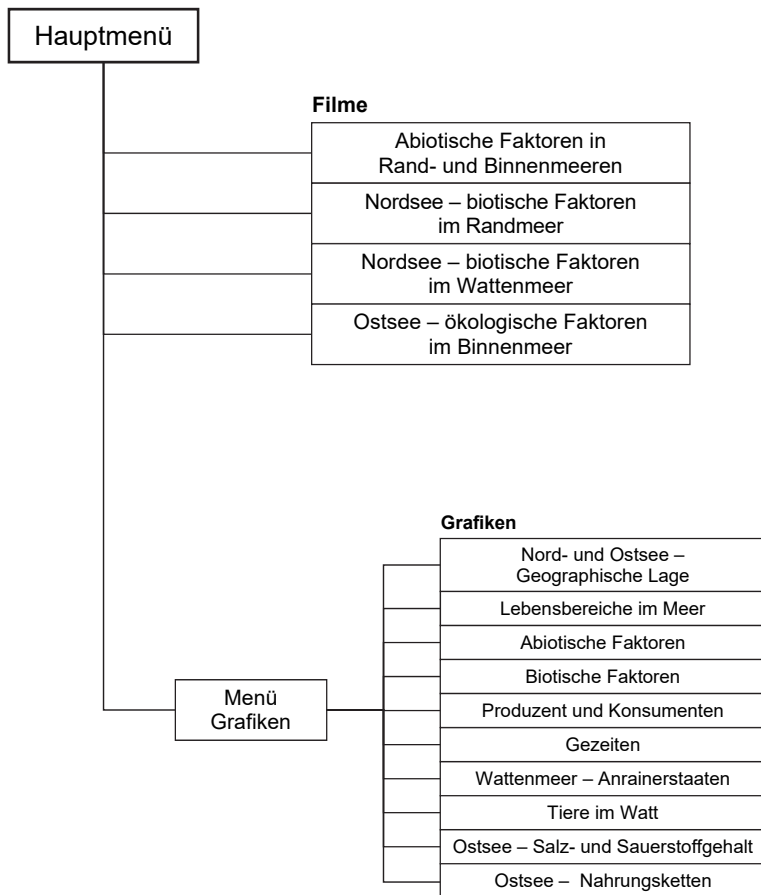 Hauptmenü
Filme
Abiotische Faktoren in
Rand- und Binnenmeeren
Nordsee – biotische Faktoren
im Randmeer
Nordsee – biotische Faktoren
im Wattenmeer
Ostsee – ökologische Faktoren
im Binnenmeer
Grafiken
Nord- und Ostsee –
Geographische Lage
Lebensbereiche im Meer
Abiotische Faktoren
Biotische Faktoren
Menü
Grafiken
Produzent und Konsumenten
Gezeiten
Wattenmeer – Anrainerstaaten
Tiere im Watt
Ostsee – Salz- und Sauerstoffgehalt
Ostsee – Nahrungsketten